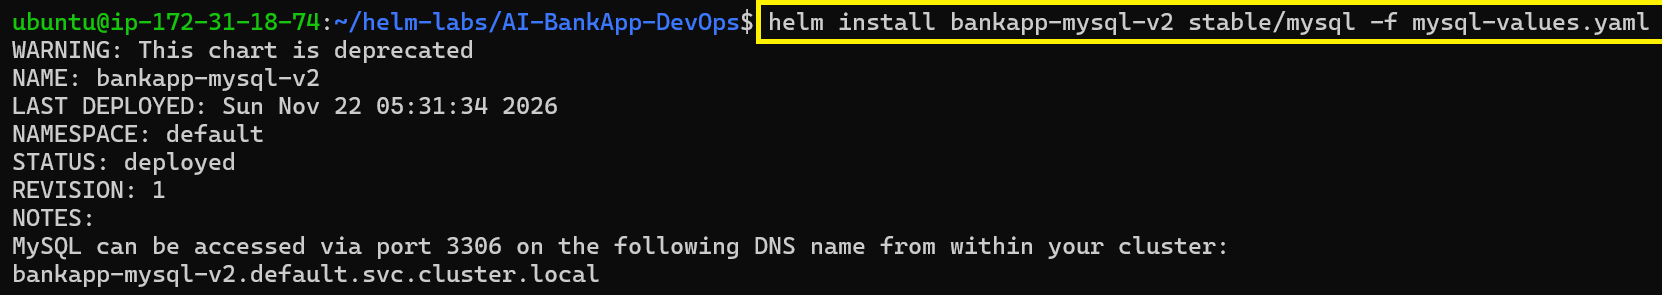 ubuntu@ip-172-31-18-74:~/helm-labs/AI-BankApp-DevOps$ helm install bankapp-mysql-v2 stable/mysql -f mysql-values.yaml
WARNING: This chart is deprecated
NAME: bankapp-mysql-v2
LAST DEPLOYED: Sun Nov 22 05:31:34 2026
NAMESPACE: default
STATUS: deployed
REVISION: 1
NOTES:
MySQL can be accessed via port 3306 on the following DNS name from within your cluster:
bankapp-mysql-v2.default.svc.cluster.local